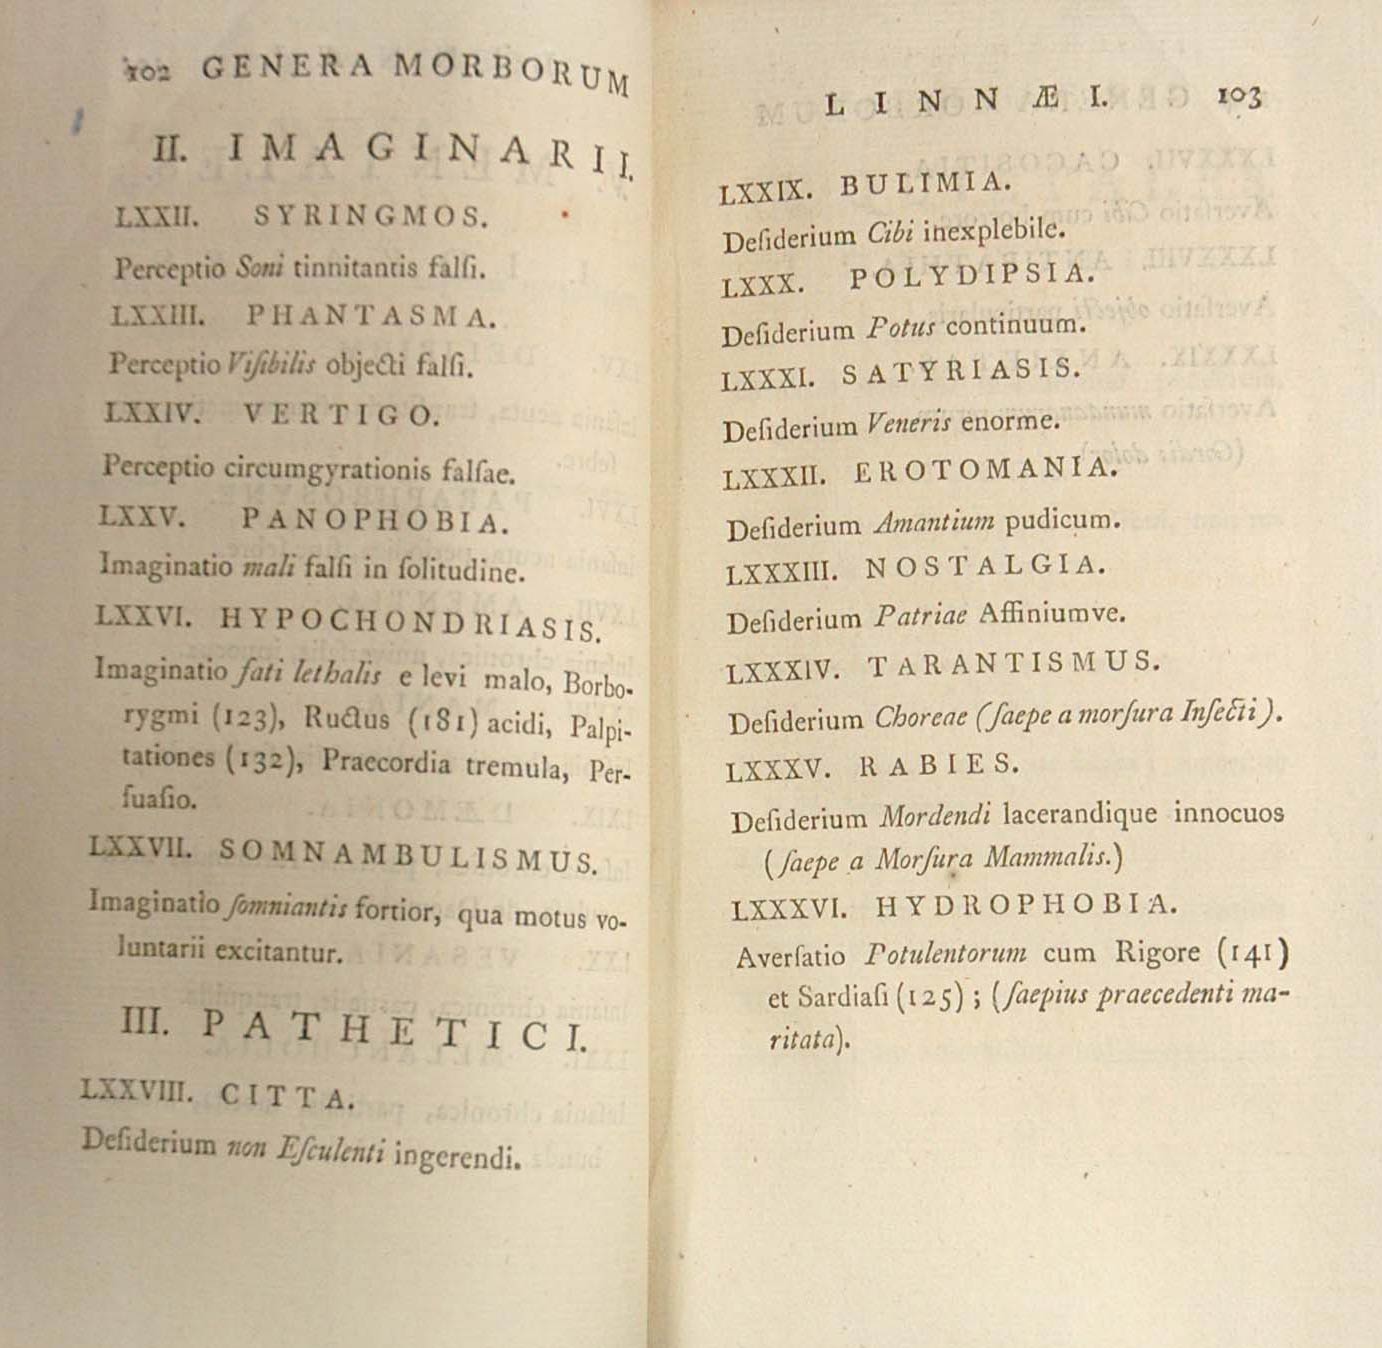 102 GENERA MORBORUM
II. IMAGINARII.
LXXII. SYRINGMOS.
Perceptio Soni tinnitantis falſi.
LXXIII. PHANTASMA.
Perceptio Viſibilis objecti falſi.
LXXIV. VERTIGO.
Perceptio circumgyrationis falſae.
LXXV. PANOPHOBIA.
Imaginatio mali falſi in ſolitudine.
LXXVI. HYPOCHONDRIASIS.
Imaginatio fati lethalis e levi malo, Borbo-
rygmi (123), Ructus (181) acidi, Palpi-
tationes (132), Praecordia tremula, Per-
ſuaſio.
LXXVII. SOMNAMBULISMUS.
Imaginatio ſomniantis fortior, qua motus vo-
luntarii excitantur.
III. PATHETICI.
LXXVIII. CITTA.
Deſiderium non Eſculenti ingerendi.
LINNÆI. 103
LXXIX. BULIMIA.
Deſiderium Cibi inexplebile.
LXXX. POLYDIPSIA.
Deſiderium Potus continuum.
LXXXI. SATYRIASIS.
Deſiderium Veneris enorme.
LXXXII. EROTOMANIA.
Deſiderium Amantium pudicum.
LXXXIII. NOSTALGIA.
Deſiderium Patriae Affiniumve.
LXXXIV. TARANTISMUS.
Deſiderium Choreae (ſaepe a morſura Inſecti).
LXXXV. RABIES.
Deſiderium Mordendi lacerandique innocuos
(ſaepe a Morſura Mammalis.)
LXXXVI. HYDROPHOBIA.
Averſatio Potulentorum cum Rigore (141)
et Sardiaſi (125) ; (ſaepius praecedenti ma-
ritata).